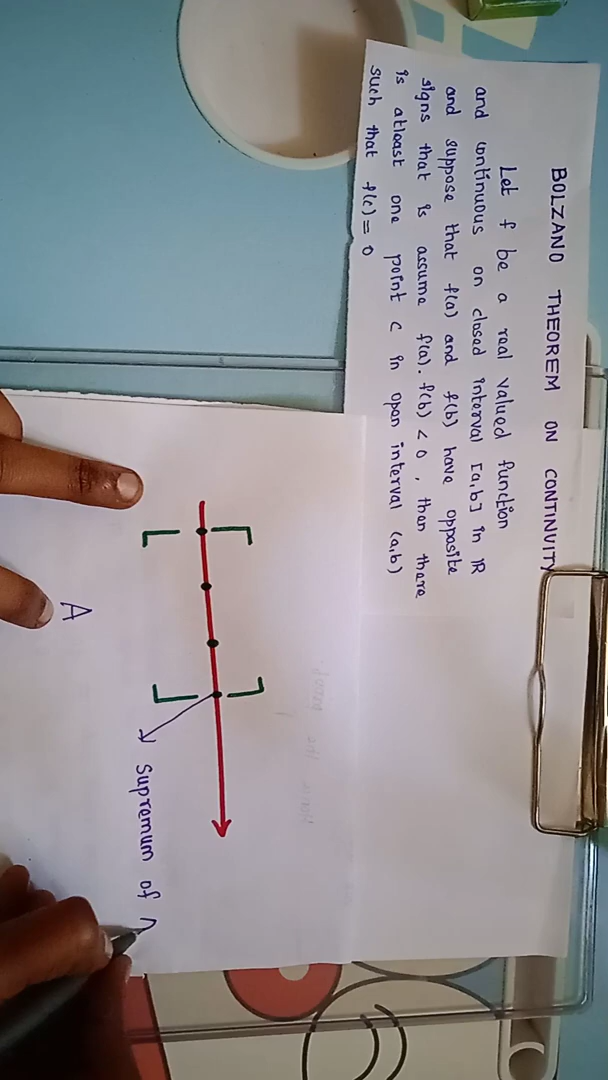 BOLZANO THEOREM ON CONTINUITY
Let f be a real valued function
and continuous on closed interval [a,b] in IR
and suppose that f(a) and f(b) have opposite
signs that is assume f(a).f(b) < 0, then there
is atleast one point c in open interval (a,b)
such that f(c) = 0
Supremum of
A